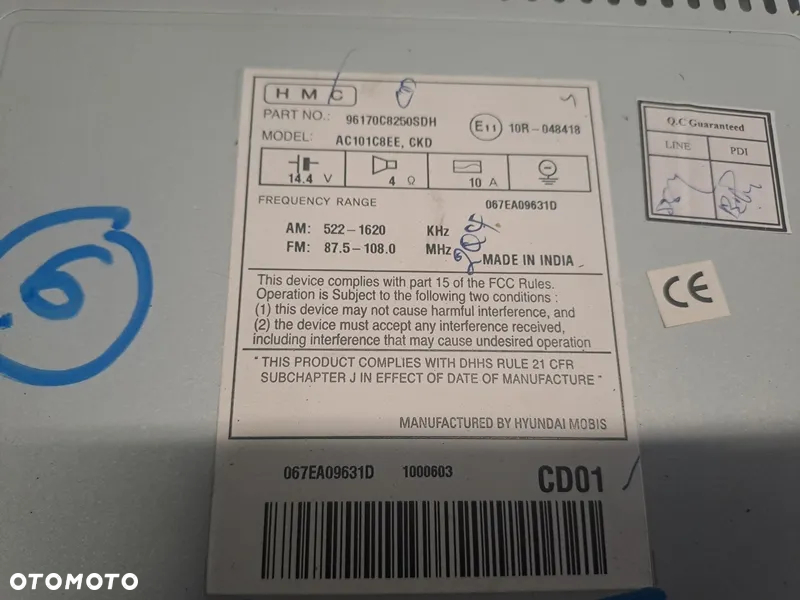 HMC
PART NO.: 96170C8250SDH
MODEL: AC101C8EE, CKD
E11 10R-048418
14.4 V
4 Ω
10 A
FREQUENCY RANGE
067EA09631D
AM: 522-1620 KHz
FM: 87.5-108.0 MHz
MADE IN INDIA
This device complies with part 15 of the FCC Rules.
Operation is Subject to the following two conditions :
(1) this device may not cause harmful interference, and
(2) the device must accept any interference received,
including interference that may cause undesired operation
" THIS PRODUCT COMPLIES WITH DHHS RULE 21 CFR
SUBCHAPTER J IN EFFECT OF DATE OF MANUFACTURE "
MANUFACTURED BY HYUNDAI MOBIS
067EA09631D 1000603 CD01
Q.C Guaranteed
LINE PDI
CE
6
OTOMOTO